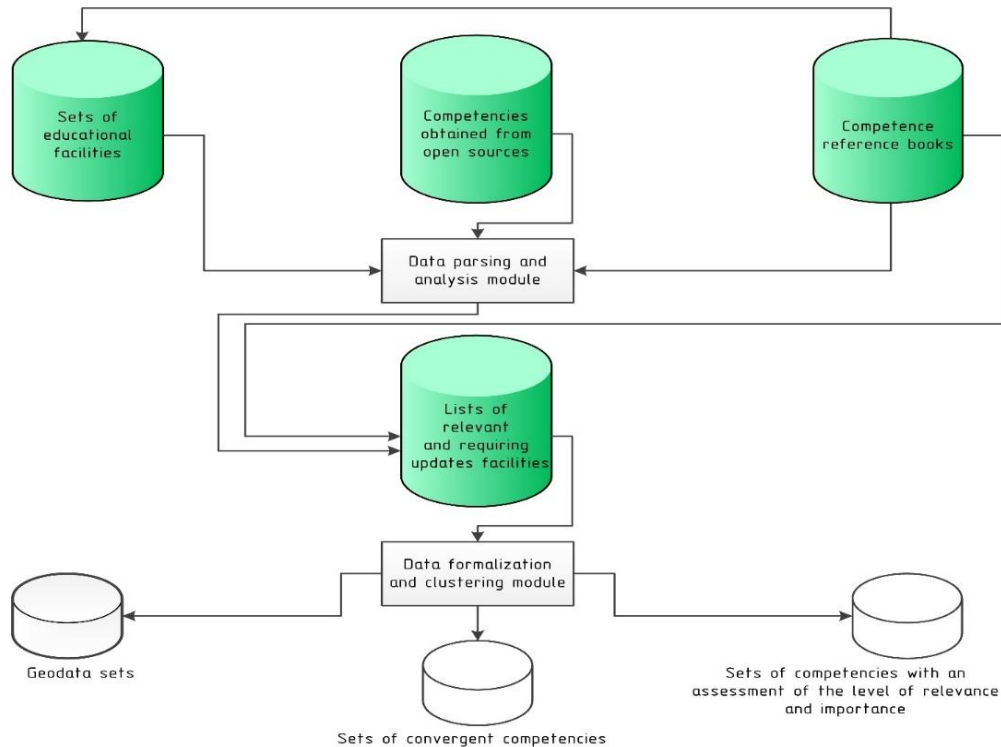 Sets of
educational
facilities
Competencies
obtained from
open sources
Competence
reference books
Data parsing and
analysis module
Lists of
relevant
and requiring
updates facilities
Data formalization
and clustering module
Geodata sets
Sets of convergent competencies
Sets of competencies with an
assessment of the level of relevance
and importance